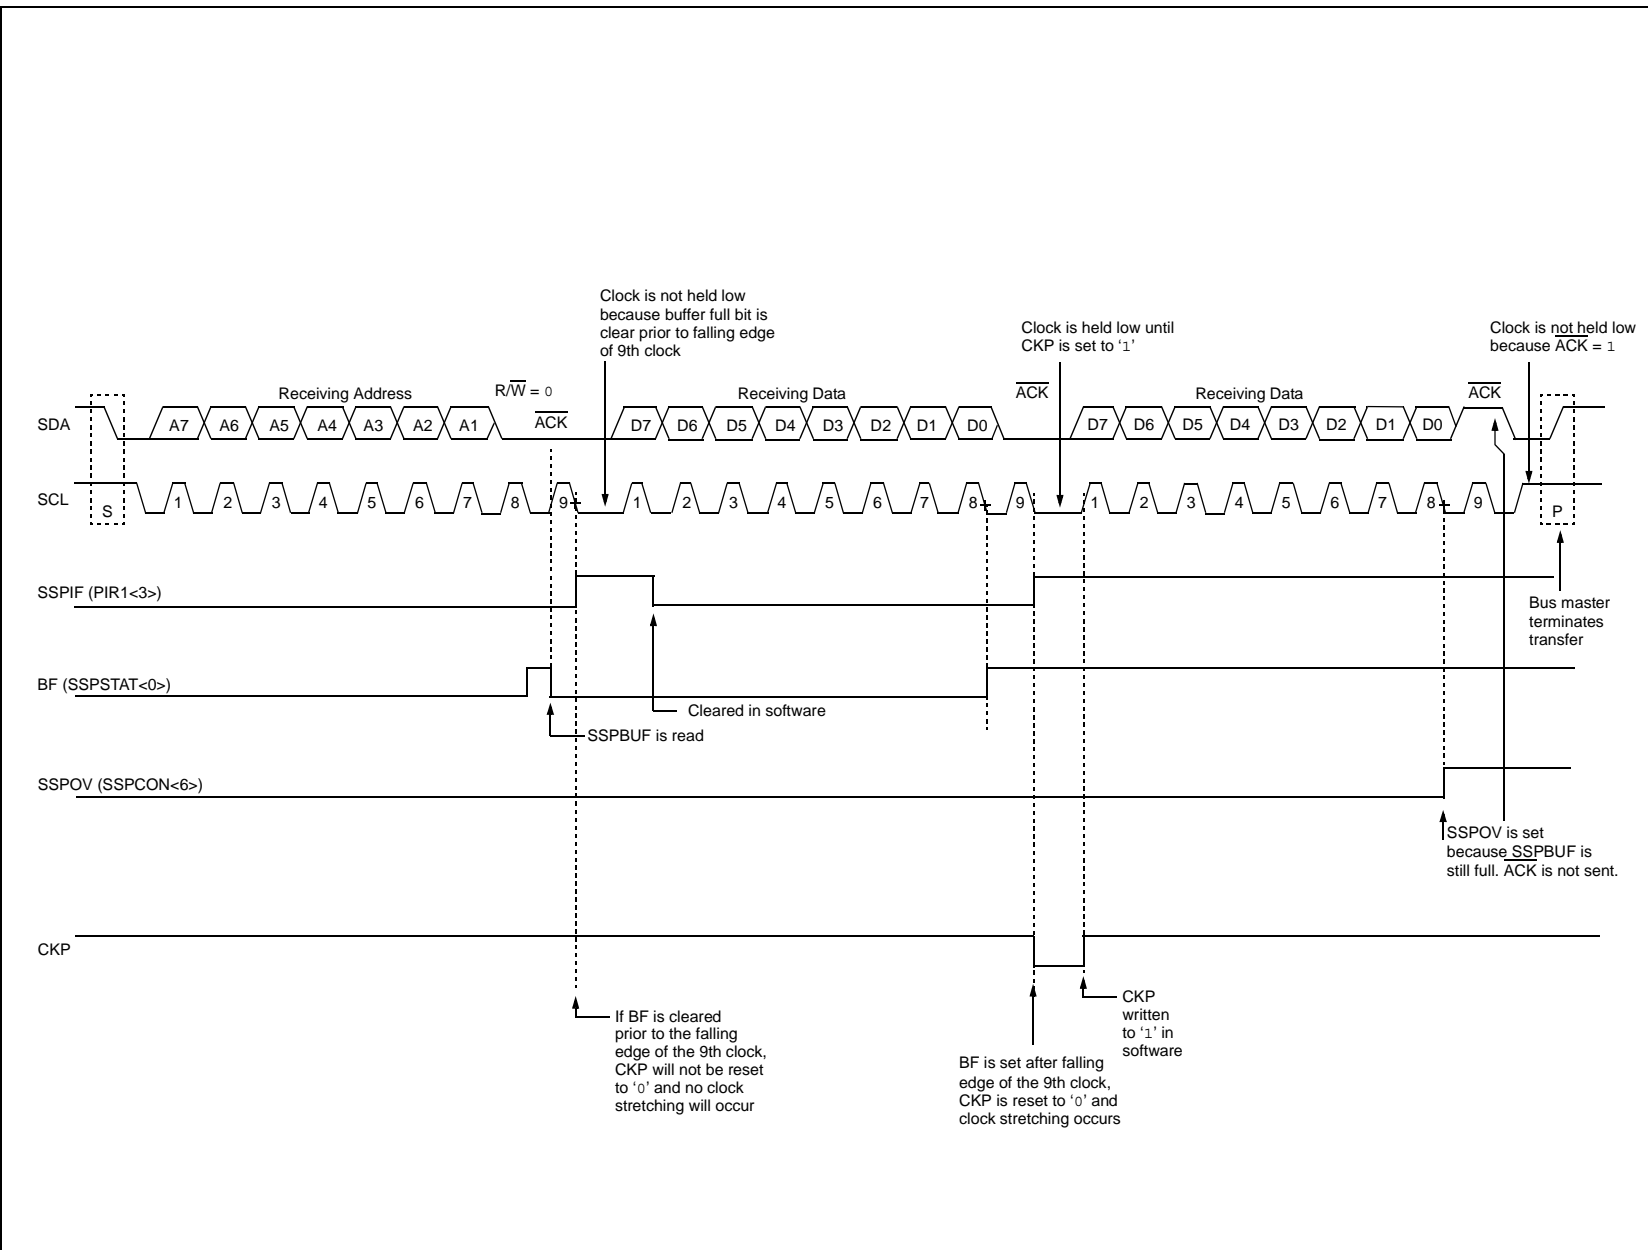 Clock is not held low
because buffer full bit is
clear prior to falling edge
of 9th clock
Clock is held low until
CKP is set to ‘1’
Clock is not held low
because ACK = 1
Receiving Address
R/W = 0
ACK
Receiving Data
ACK
Receiving Data
ACK
SDA
A7 A6 A5 A4 A3 A2 A1
D7 D6 D5 D4 D3 D2 D1 D0
D7 D6 D5 D4 D3 D2 D1 D0
SCL
S
1 2 3 4 5 6 7 8 9
1 2 3 4 5 6 7 8 9
1 2 3 4 5 6 7 8 9
P
SSPIF (PIR1<3>)
Bus master
terminates
transfer
BF (SSPSTAT<0>)
Cleared in software
SSPBUF is read
SSPOV (SSPCON<6>)
SSPOV is set
because SSPBUF is
still full. ACK is not sent.
CKP
If BF is cleared
prior to the falling
edge of the 9th clock,
CKP will not be reset
to ‘0’ and no clock
stretching will occur
CKP
written
to ‘1’ in
software
BF is set after falling
edge of the 9th clock,
CKP is reset to ‘0’ and
clock stretching occurs